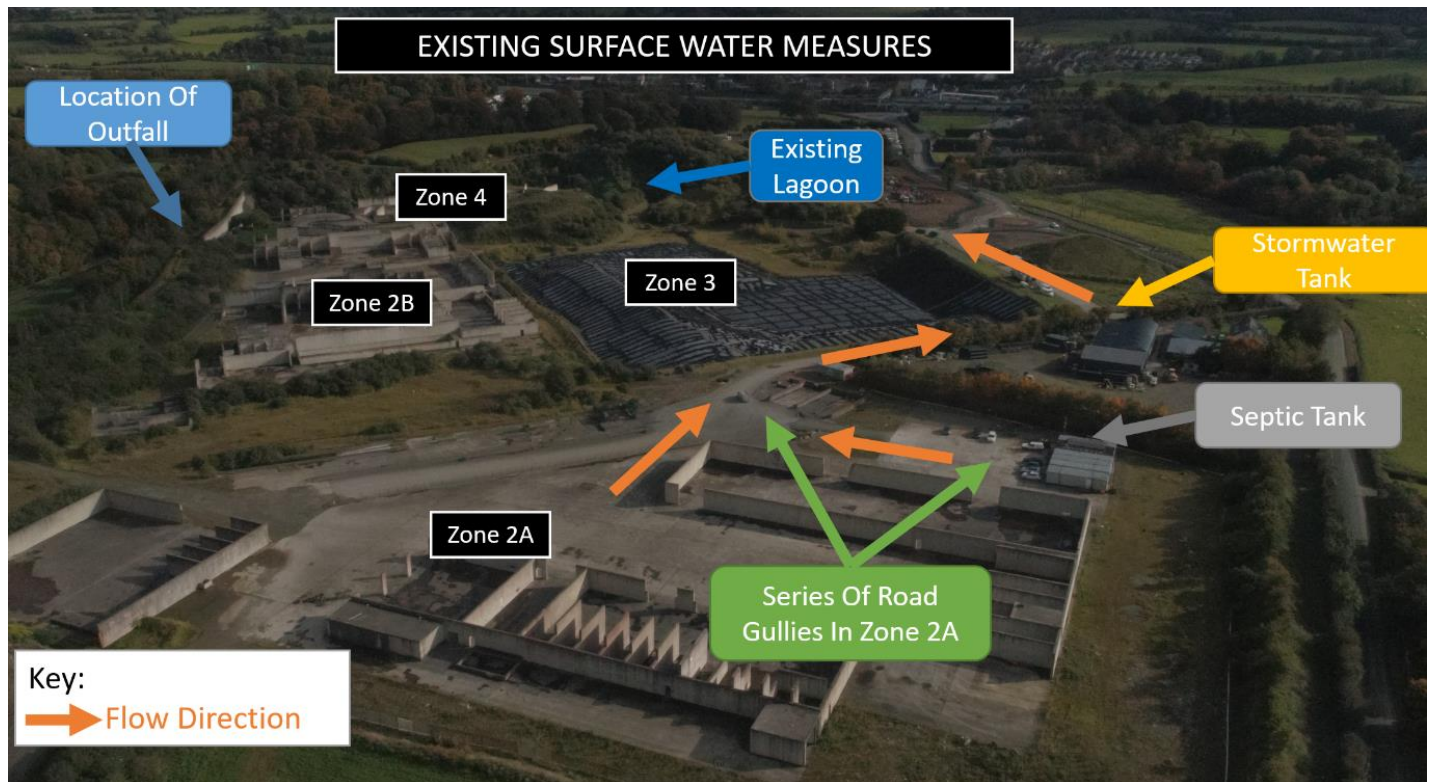 EXISTING SURFACE WATER MEASURES
Location Of
Outfall
Existing
Lagoon
Zone 4
Stormwater
Tank
Zone 3
Zone 2B
Septic Tank
Zone 2A
Series Of Road
Gullies In Zone 2A
Key:
Flow Direction